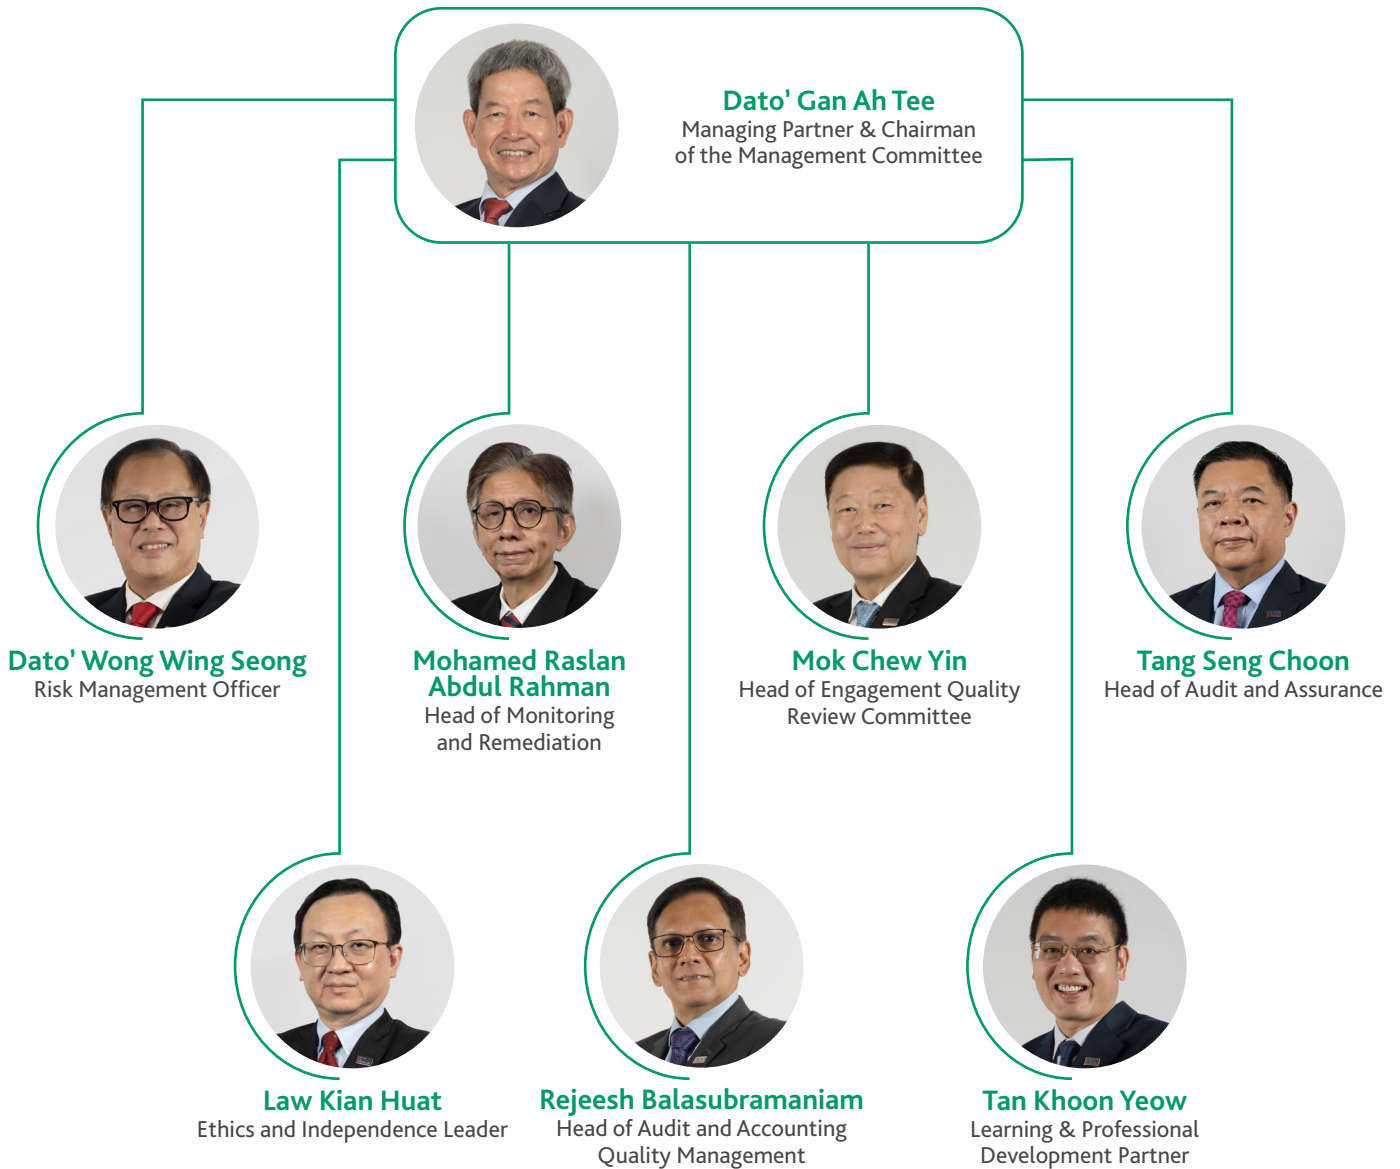 Dato’ Gan Ah Tee
Managing Partner & Chairman
of the Management Committee
Dato’ Wong Wing Seong
Risk Management Officer
Mohamed Raslan
Abdul Rahman
Head of Monitoring
and Remediation
Mok Chew Yin
Head of Engagement Quality
Review Committee
Tang Seng Choon
Head of Audit and Assurance
Law Kian Huat
Ethics and Independence Leader
Rejeesh Balasubramaniam
Head of Audit and Accounting
Quality Management
Tan Khoon Yeow
Learning & Professional
Development Partner